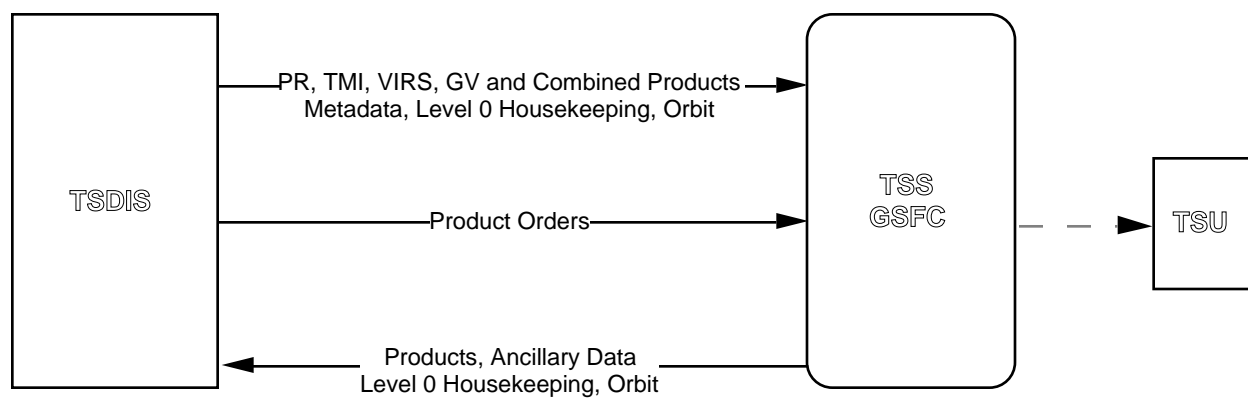 PR, TMI, VIRS, GV and Combined Products
Metadata, Level 0 Housekeeping, Orbit
TSDIS
TSS
GSFC
Product Orders
TSU
Products, Ancillary Data
Level 0 Housekeeping, Orbit